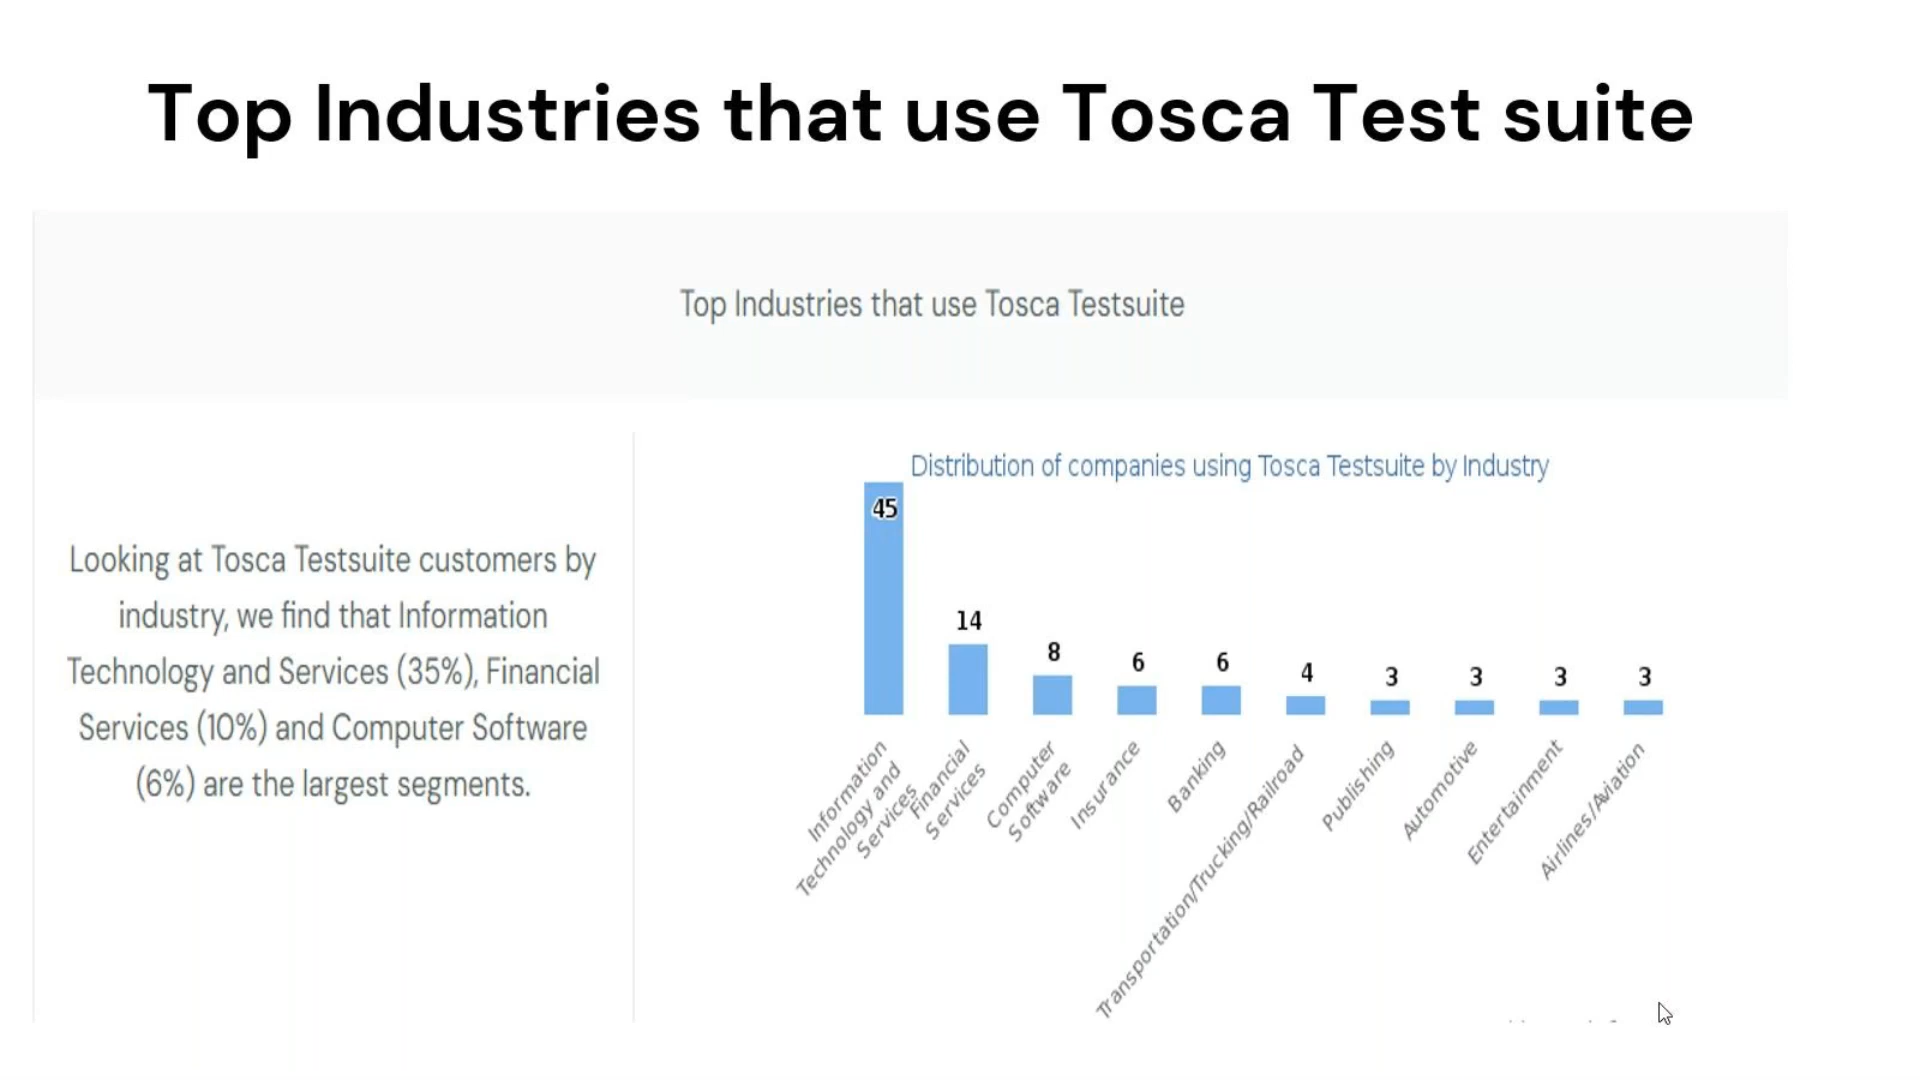 Top Industries that use Tosca Test suite
Top Industries that use Tosca Testsuite
Looking at Tosca Testsuite customers by
industry, we find that Information
Technology and Services (35%), Financial
Services (10%) and Computer Software
(6%) are the largest segments.
Distribution of companies using Tosca Testsuite by Industry
45
14
8
6
6
4
3
3
3
3
Information
Technology and
Services
Financial
Services
Computer
Software
Insurance
Banking
Transportation/Trucking/Railroad
Publishing
Automotive
Entertainment
Airlines/Aviation